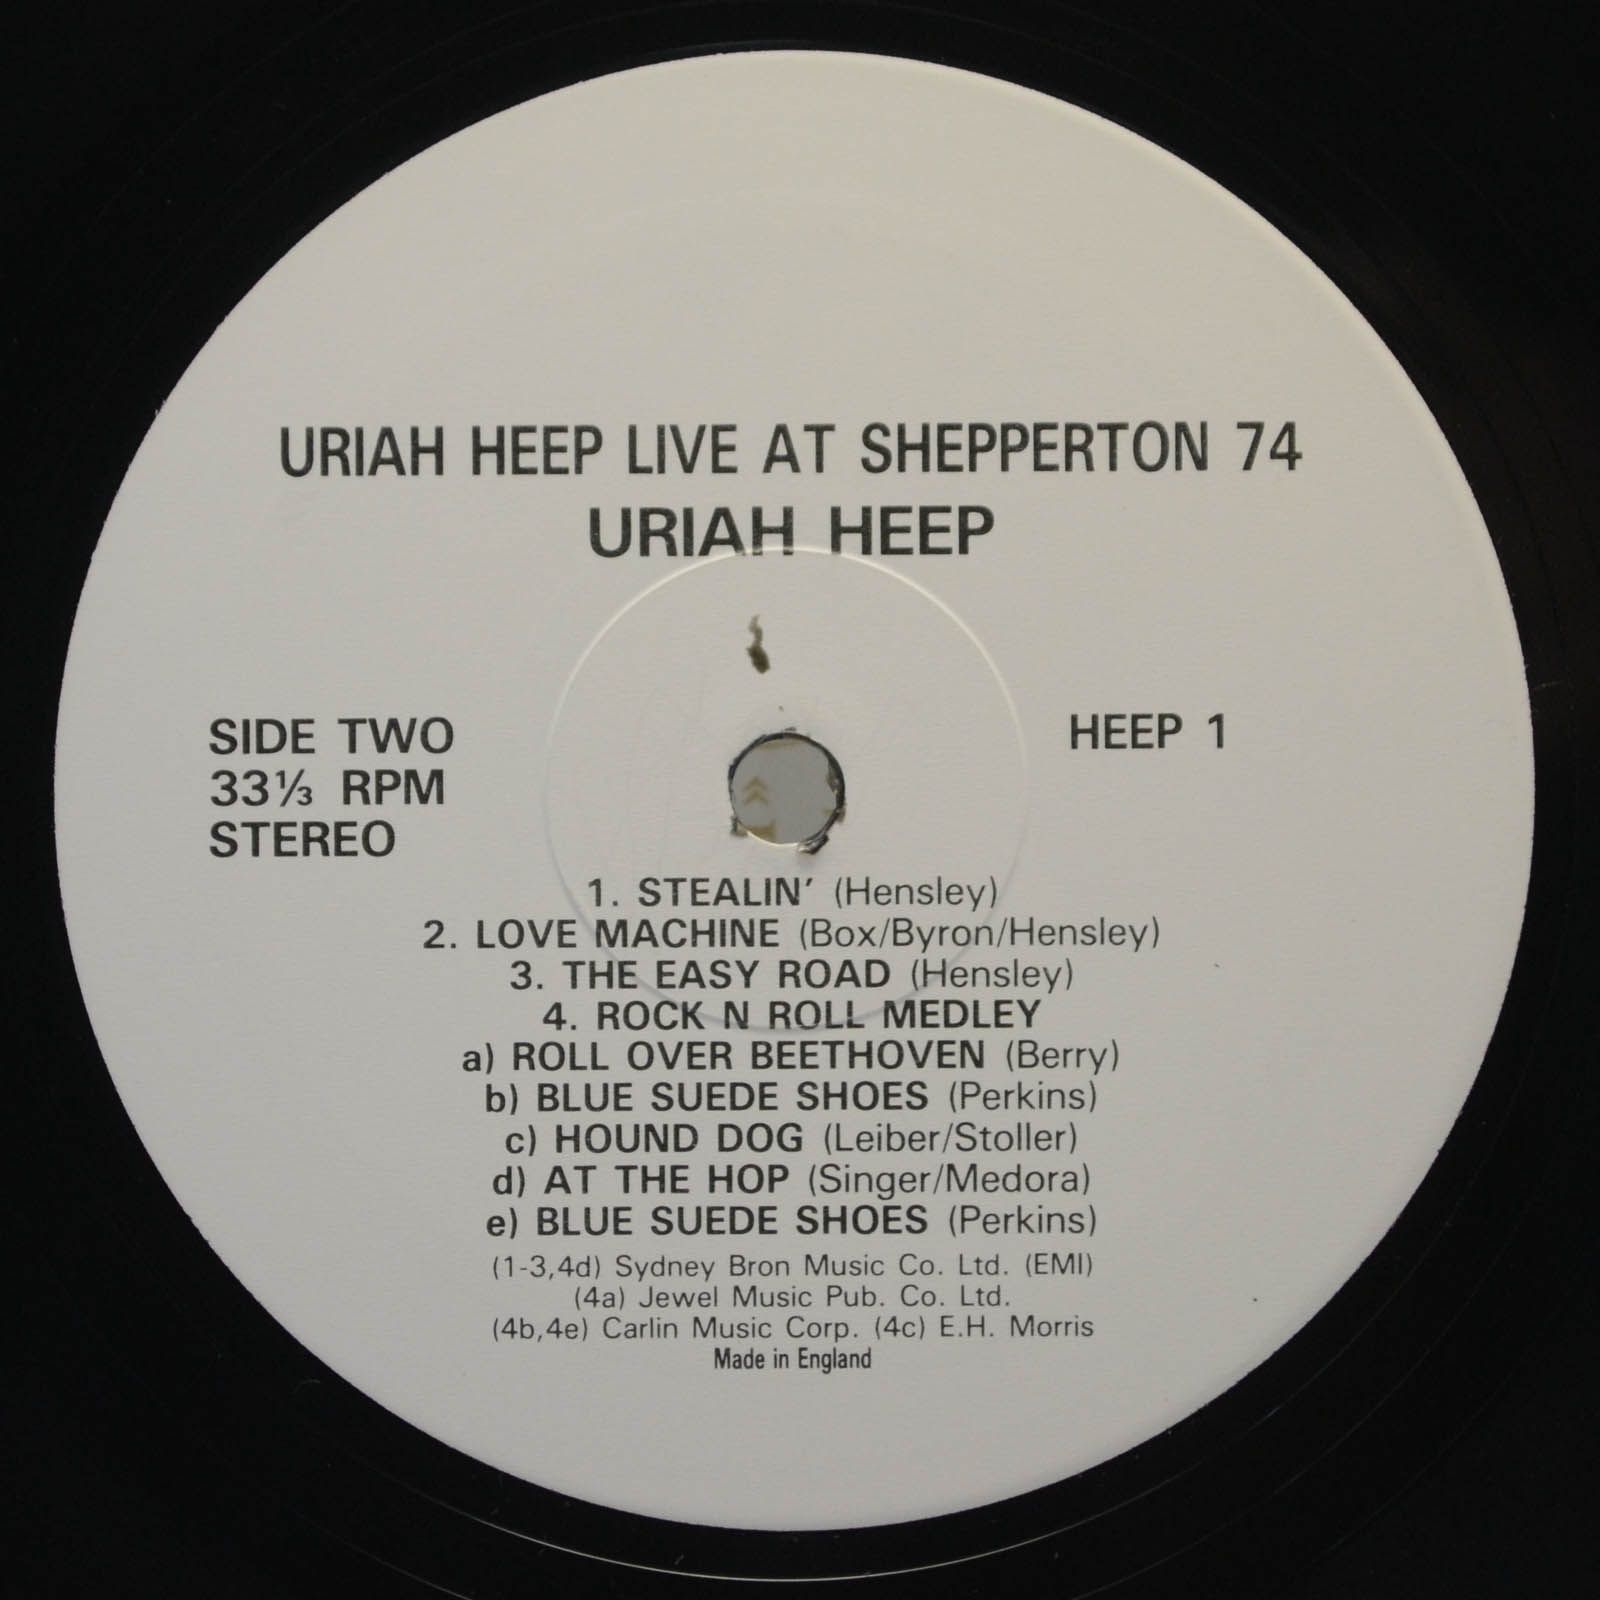 URIAH HEEP LIVE AT SHEPPERTON 74
URIAH HEEP
SIDE TWO
33⅓ RPM
STEREO
HEEP 1
1. STEALIN’ (Hensley)
2. LOVE MACHINE (Box/Byron/Hensley)
3. THE EASY ROAD (Hensley)
4. ROCK N ROLL MEDLEY
a) ROLL OVER BEETHOVEN (Berry)
b) BLUE SUEDE SHOES (Perkins)
c) HOUND DOG (Leiber/Stoller)
d) AT THE HOP (Singer/Medora)
e) BLUE SUEDE SHOES (Perkins)
(1-3,4d) Sydney Bron Music Co. Ltd. (EMI)
(4a) Jewel Music Pub. Co. Ltd.
(4b,4e) Carlin Music Corp. (4c) E.H. Morris
Made in England